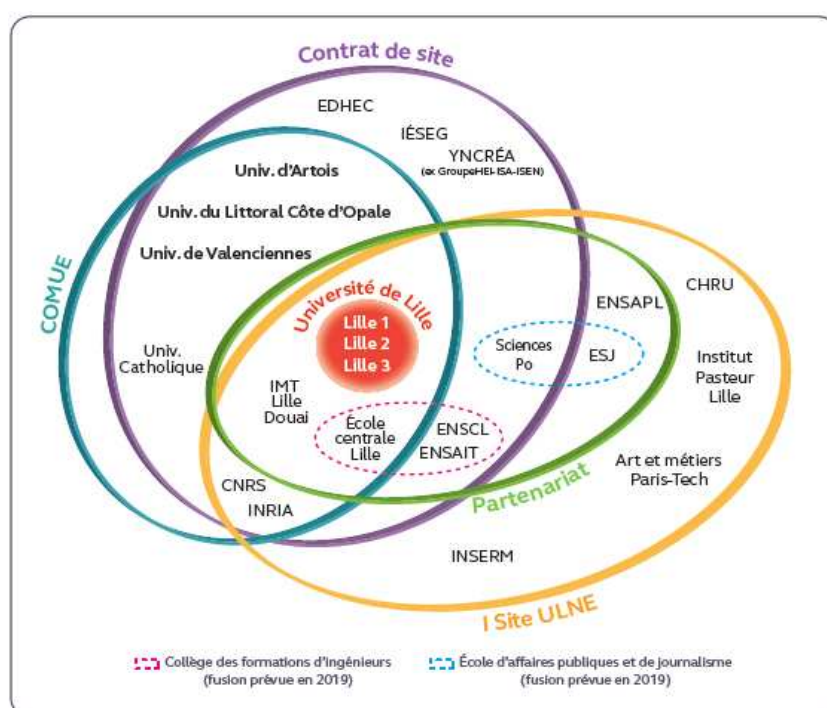 Contrat de site
EDHEC
IÉSEG
YNCRÉA
(ex GroupeHEI-ISA-ISEN)
Univ. d'Artois
Univ. du Littoral Côte d'Opale
Univ. de Valenciennes
COMUE
Université de Lille
Lille 1
Lille 2
Lille 3
CHRU
ENSAPL
Sciences
Po
ESJ
Institut
Pasteur
Lille
Univ.
Catholique
IMT
Lille
Douai
École
centrale
Lille
ENSCL
ENSAIT
Art et métiers
Paris-Tech
Partenariat
CNRS
INRIA
INSERM
I Site ULNE
Collège des formations d'ingénieurs
(fusion prévue en 2019)
École d'affaires publiques et de journalisme
(fusion prévue en 2019)